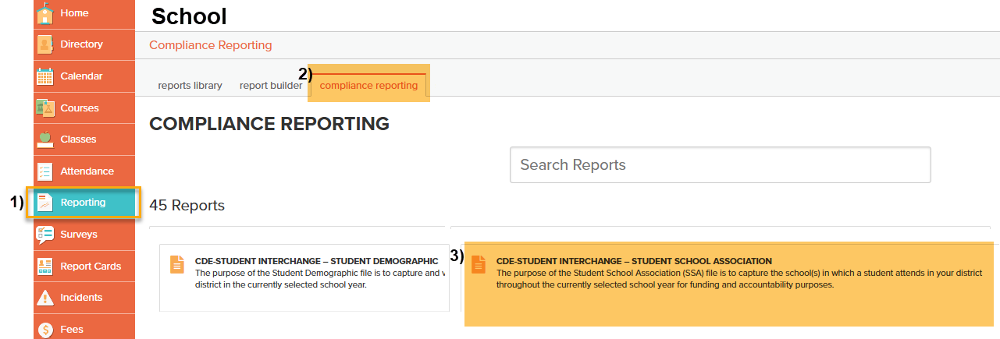 Home
Directory
Calendar
Courses
Classes
Attendance
1)
Reporting
Surveys
Report Cards
Incidents
Fees
School
Compliance Reporting
reports library
report builder
2)
compliance reporting
COMPLIANCE REPORTING
Search Reports
45 Reports
CDE-STUDENT INTERCHANGE – STUDENT DEMOGRAPHIC
The purpose of the Student Demographic file is to capture and v
district in the currently selected school year.
3)
CDE-STUDENT INTERCHANGE – STUDENT SCHOOL ASSOCIATION
The purpose of the Student School Association (SSA) file is to capture the school(s) in which a student attends in your district
throughout the currently selected school year for funding and accountability purposes.